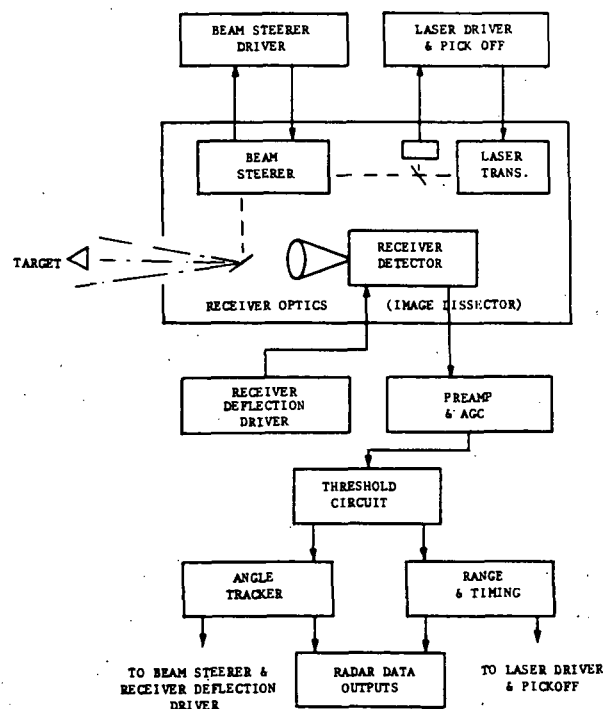 BEAM STEERER
DRIVER
LASER DRIVER
& PICK OFF
BEAM
STEERER
LASER
TRANS.
TARGET
RECEIVER
DETECTOR
RECEIVER OPTICS
(IMAGE DISSECTOR)
RECEIVER
DEFLECTION
DRIVER
PREAMP
& AGC
THRESHOLD
CIRCUIT
ANGLE
TRACKER
RANGE
& TIMING
TO BEAM STEERER &
RECEIVER DEFLECTION
DRIVER
RADAR DATA
OUTPUTS
TO LASER DRIVER
& PICKOFF